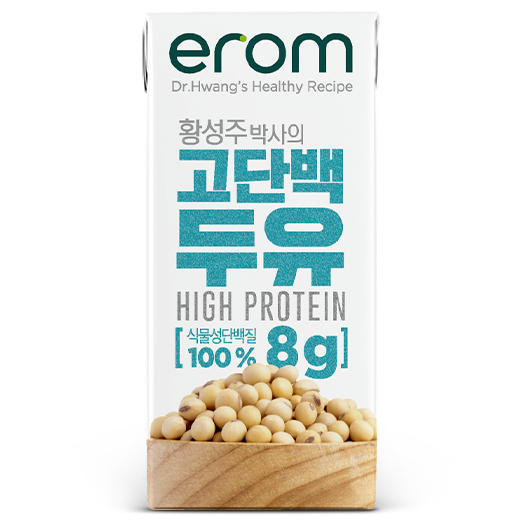 erom
Dr.Hwang's Healthy Recipe
황성주 박사의
고단백
두유
HIGH PROTEIN
[ 식물성단백질
100% 8g ]